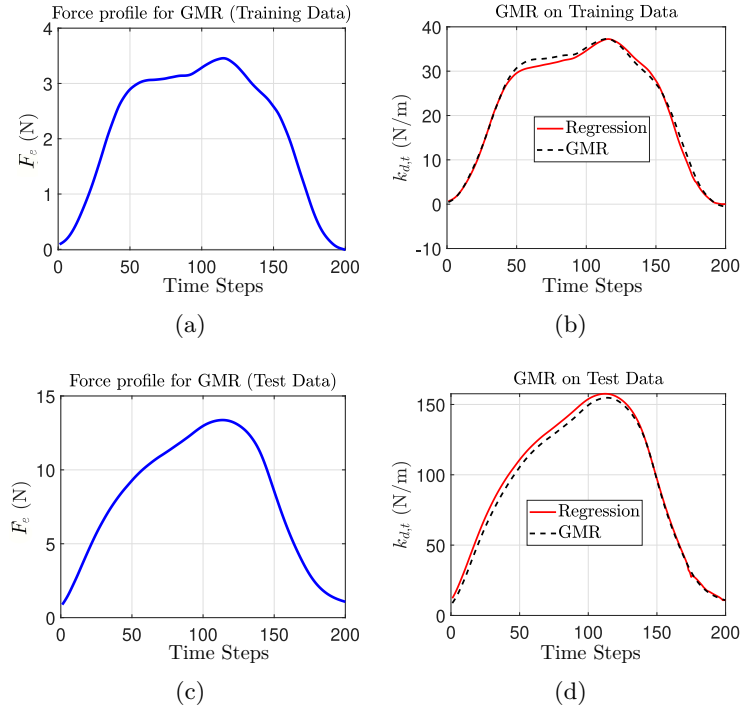 Force profile for GMR (Training Data)
4
3
2
1
0
F_e (N)
0 50 100 150 200
Time Steps
(a)
GMR on Training Data
40
30
20
10
0
-10
k_{d,t} (N/m)
Regression
GMR
0 50 100 150 200
Time Steps
(b)
Force profile for GMR (Test Data)
15
10
5
0
F_e (N)
0 50 100 150 200
Time Steps
(c)
GMR on Test Data
150
100
50
0
k_{d,t} (N/m)
Regression
GMR
0 50 100 150 200
Time Steps
(d)